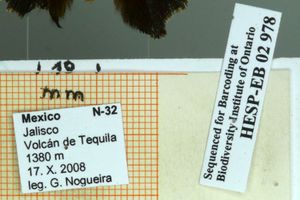 10
mm
Mexico N-32
Jalisco
Volcán de Tequila
1380 m
17. X. 2008
leg. G. Nogueira
Sequenced for Barcoding at
Biodiversity Institute of Ontario
HESP-EB 02 978